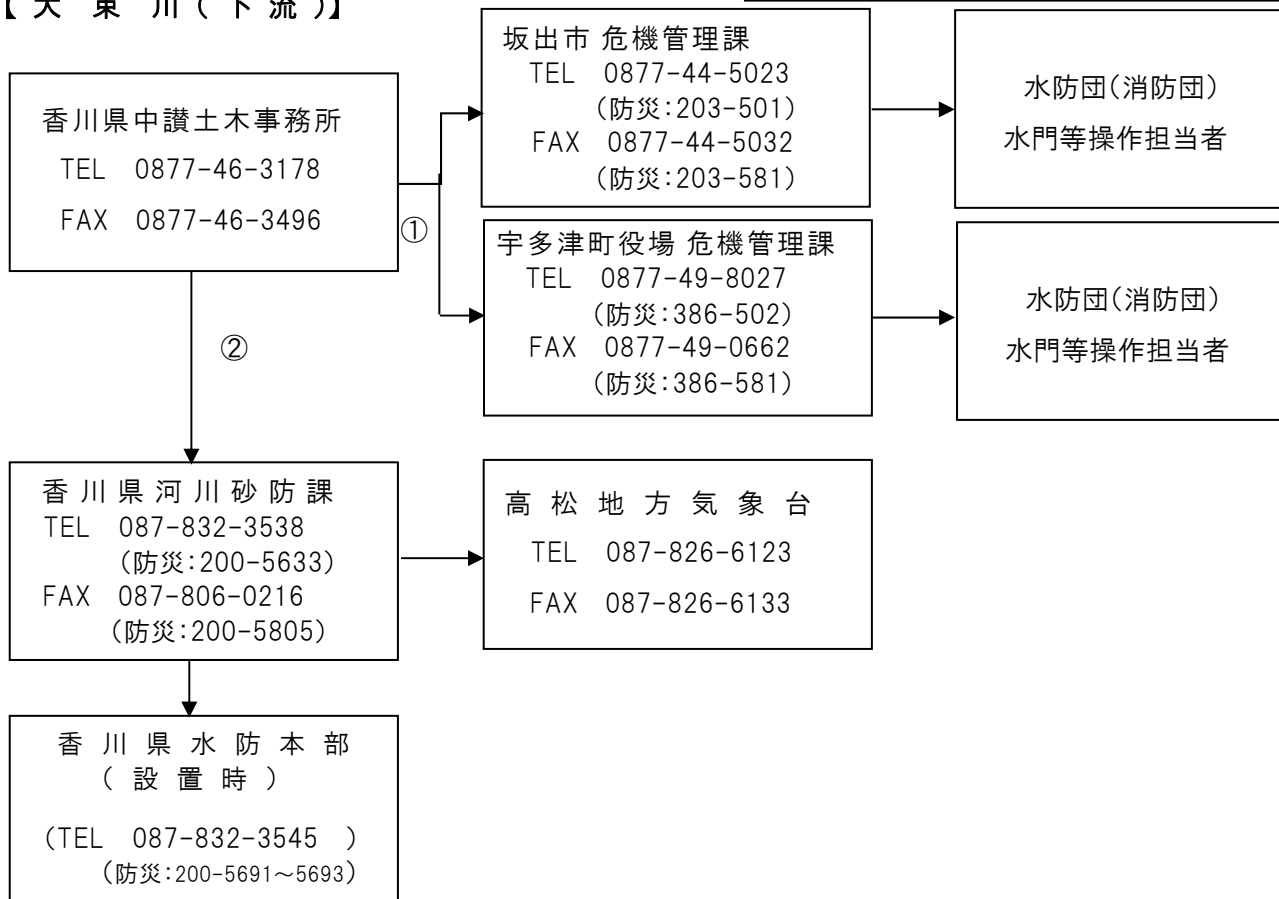 【大束川(下流)】
香川県中讃土木事務所
TEL 0877-46-3178
FAX 0877-46-3496
①
②
坂出市 危機管理課
TEL 0877-44-5023
(防災:203-501)
FAX 0877-44-5032
(防災:203-581)
水防団(消防団)
水門等操作担当者
宇多津町役場 危機管理課
TEL 0877-49-8027
(防災:386-502)
FAX 0877-49-0662
(防災:386-581)
水防団(消防団)
水門等操作担当者
香川県河川砂防課
TEL 087-832-3538
(防災:200-5633)
FAX 087-806-0216
(防災:200-5805)
高松地方気象台
TEL 087-826-6123
FAX 087-826-6133
香川県水防本部
(設置時)
(TEL 087-832-3545 )
(防災:200-5691～5693)